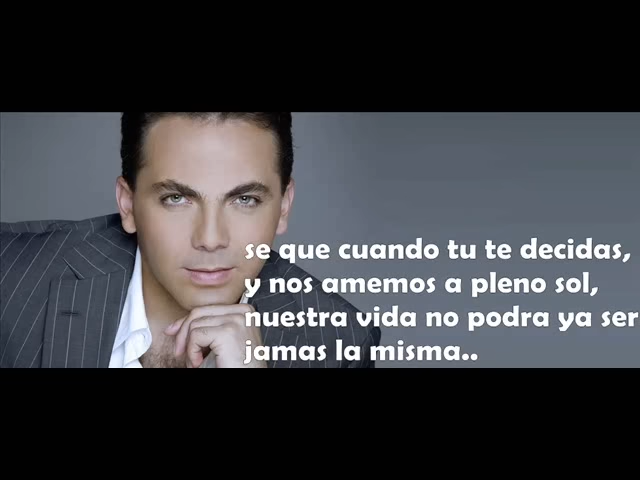 se que cuando tu te decidas,
y nos amemos a pleno sol,
nuestra vida no podra ya ser
jamas la misma..